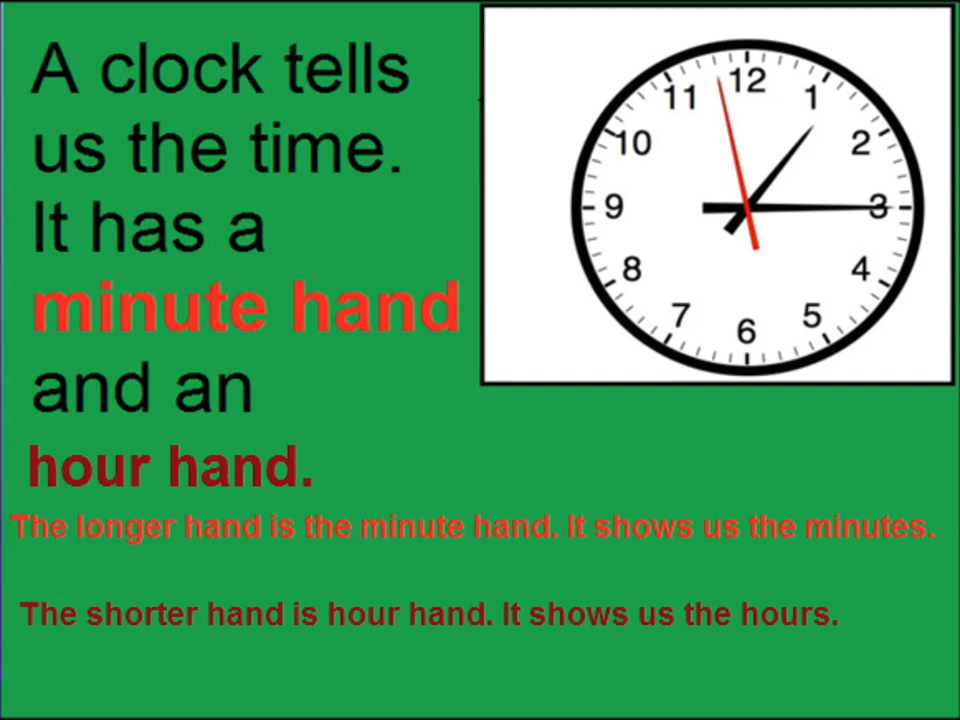 A clock tells
us the time.
It has a
minute hand
and an
hour hand.
The longer hand is the minute hand. It shows us the minutes.
The shorter hand is hour hand. It shows us the hours.
12
11
1
10
2
9
3
8
4
7
5
6